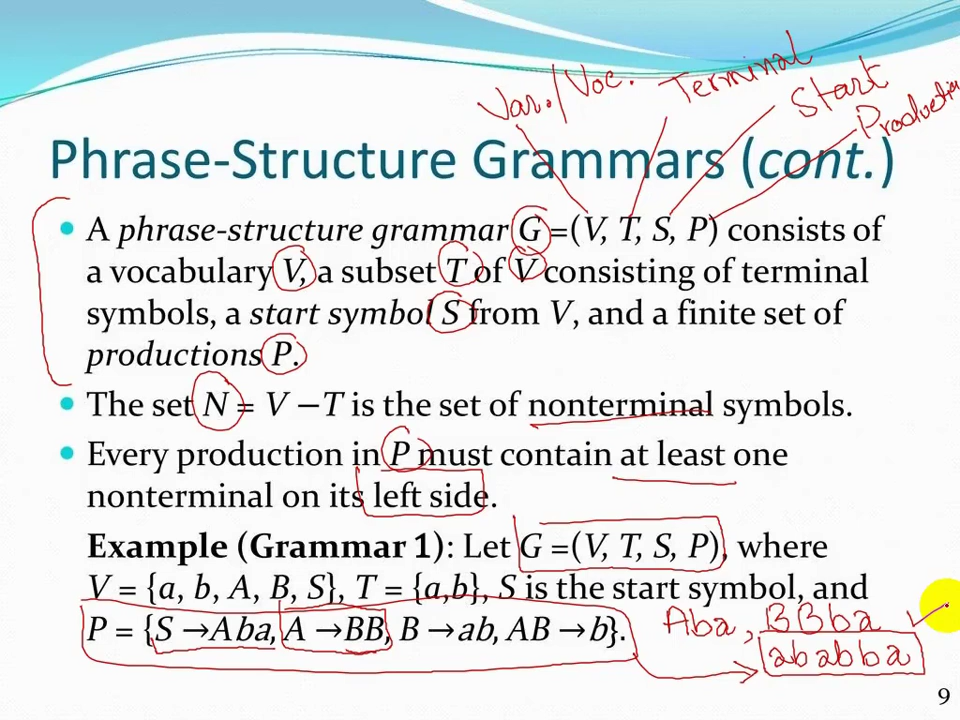 Var./Voc. Terminal Start Production
Phrase-Structure Grammars (cont.)
• A phrase-structure grammar G =(V, T, S, P) consists of
a vocabulary V, a subset T of V consisting of terminal
symbols, a start symbol S from V, and a finite set of
productions P.
• The set N = V −T is the set of nonterminal symbols.
• Every production in P must contain at least one
nonterminal on its left side.
Example (Grammar 1): Let G =(V, T, S, P), where
V = {a, b, A, B, S}, T = {a,b}, S is the start symbol, and
P = {S →Aba, A →BB, B →ab, AB →b}.
Aba, BBba ✓
ababba
9